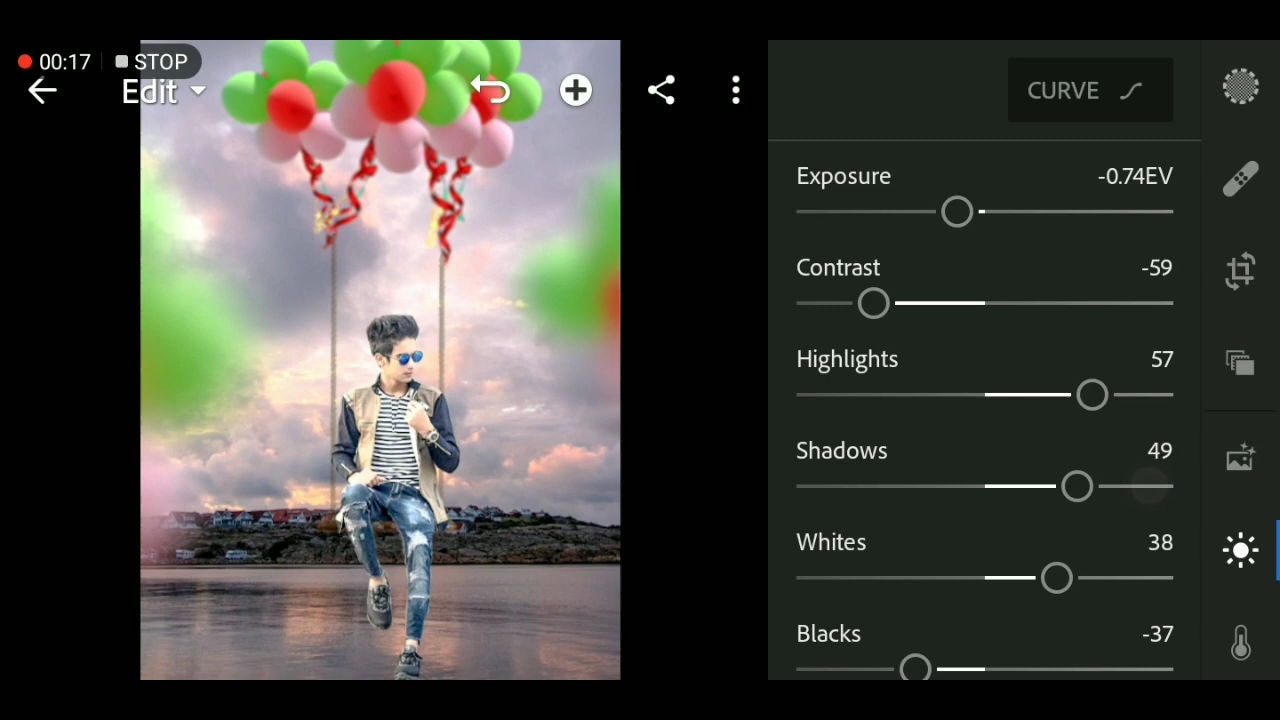 00:17 STOP
Edit
CURVE
Exposure -0.74EV
Contrast -59
Highlights 57
Shadows 49
Whites 38
Blacks -37